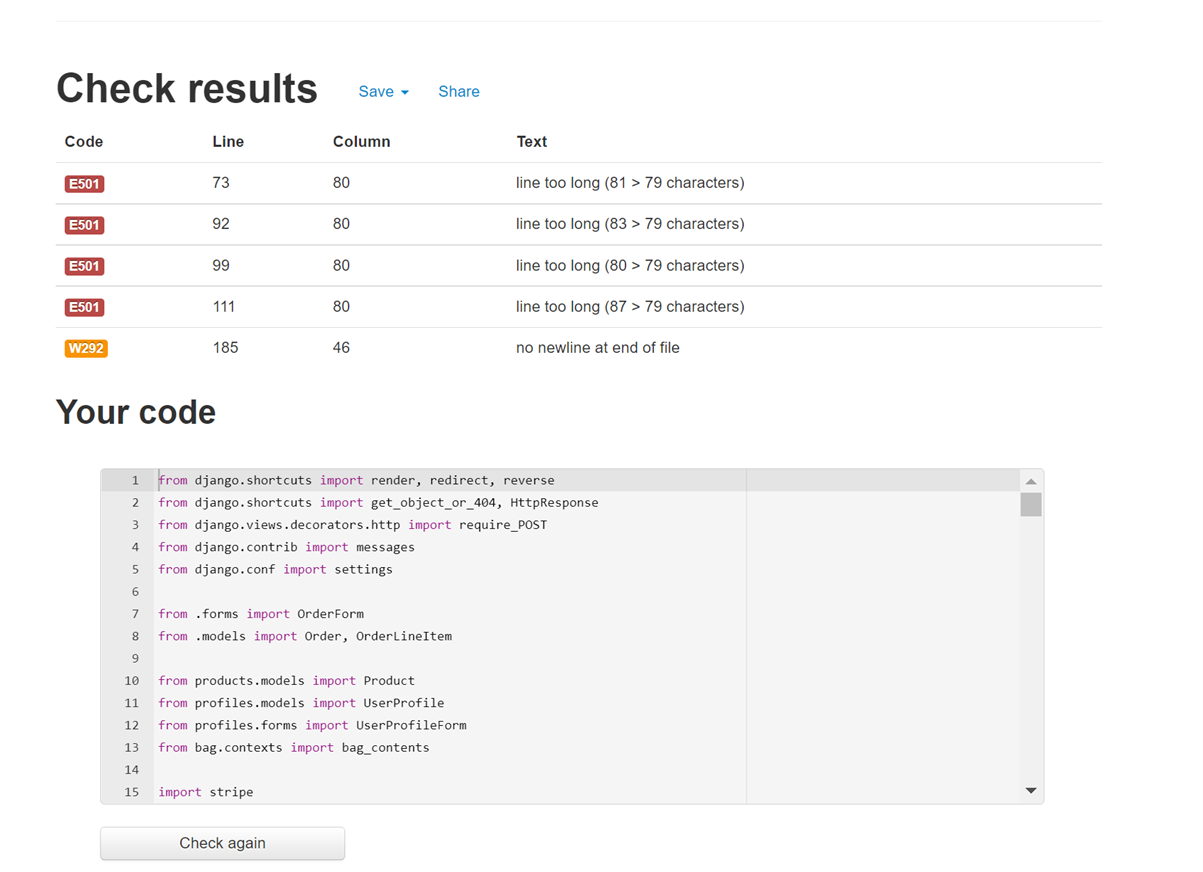 Check results Save Share
Code Line Column Text
E501 73 80 line too long (81 > 79 characters)
E501 92 80 line too long (83 > 79 characters)
E501 99 80 line too long (80 > 79 characters)
E501 111 80 line too long (87 > 79 characters)
W292 185 46 no newline at end of file
Your code
1 from django.shortcuts import render, redirect, reverse
2 from django.shortcuts import get_object_or_404, HttpResponse
3 from django.views.decorators.http import require_POST
4 from django.contrib import messages
5 from django.conf import settings
6
7 from .forms import OrderForm
8 from .models import Order, OrderLineItem
9
10 from products.models import Product
11 from profiles.models import UserProfile
12 from profiles.forms import UserProfileForm
13 from bag.contexts import bag_contents
14
15 import stripe
Check again